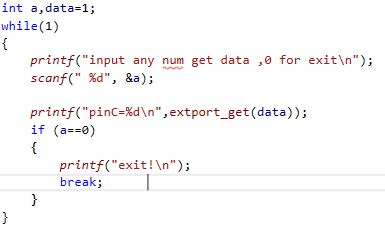 int a,data=1;
while(1)
{
    printf("input any num get data ,0 for exit\n");
    scanf(" %d", &a);

    printf("pinC=%d\n",extport_get(data));
    if (a==0)
    {
        printf("exit!\n");
        break;
    }
}